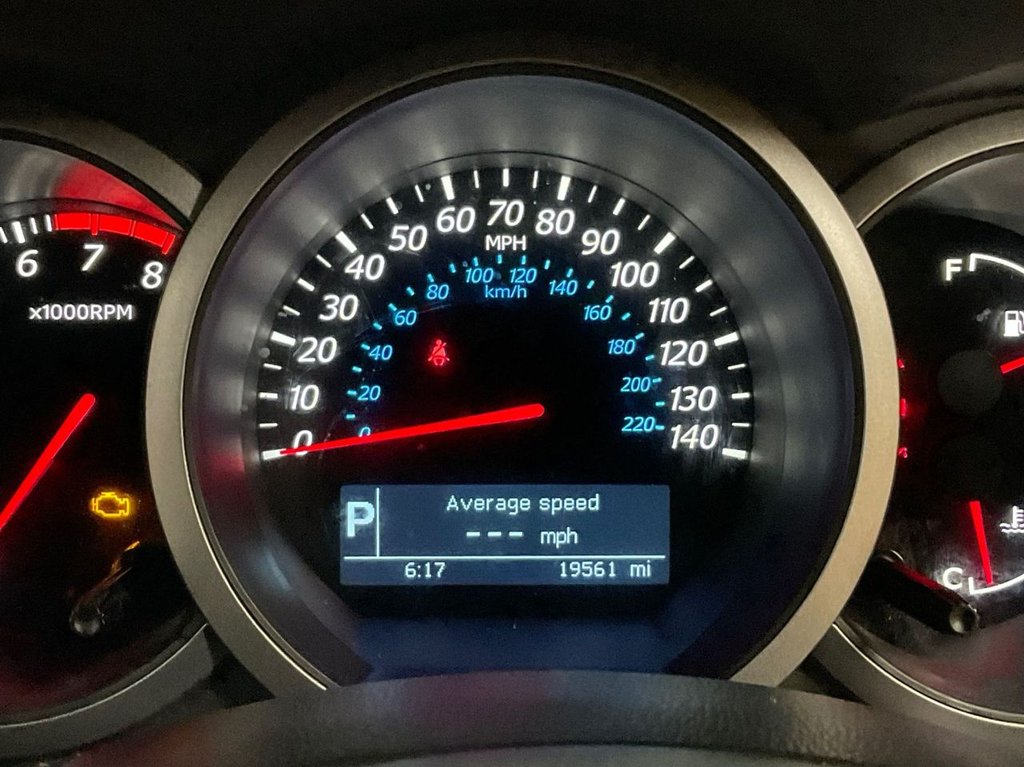 6 7 8
x1000RPM
0 10 20 30 40 50 60 70 80 90 100 110 120 130 140
MPH
0 20 40 60 80 100 120 140 160 180 200 220
km/h
F
C
P
Average speed
--- mph
6:17 19561 mi